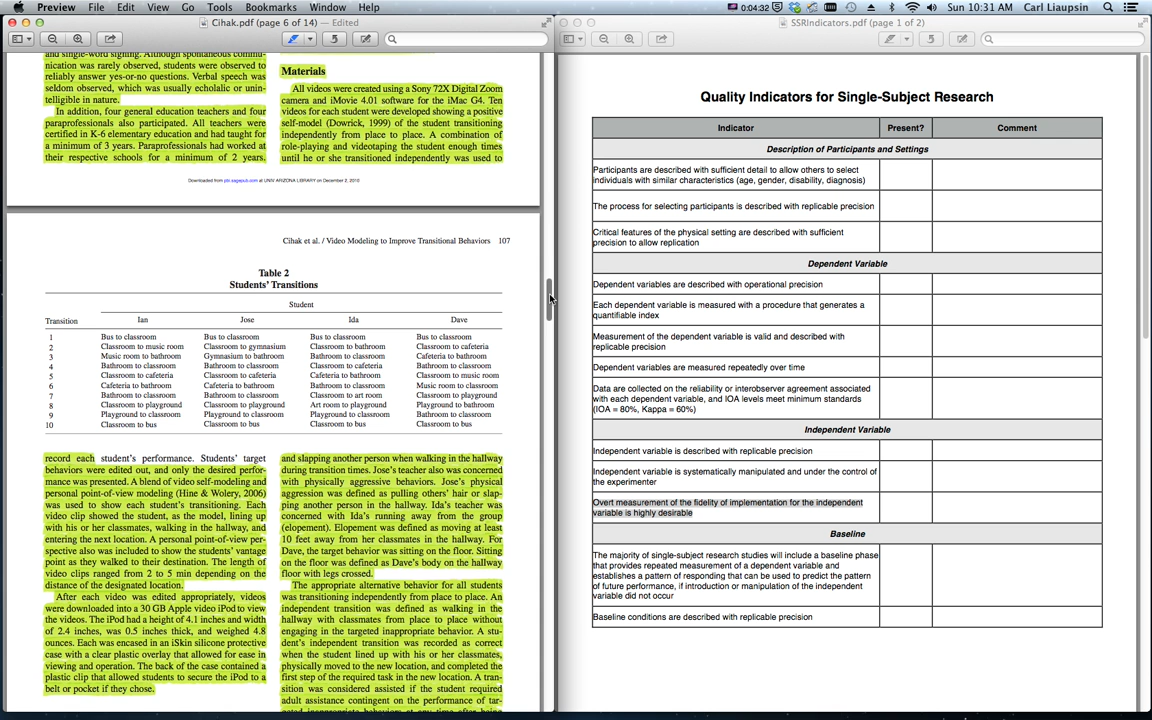 Preview File Edit View Go Tools Bookmarks Window Help
0:04:32 Sun 10:31 AM Carl Liaupsin
Cihak.pdf (page 6 of 14) — Edited
and single-word signing. Although spontaneous commu-
nication was rarely observed, students were observed to
reliably answer yes-or-no questions. Verbal speech was
seldom observed, which was usually echolalic or unin-
telligible in nature.
In addition, four general education teachers and four
paraprofessionals also participated. All teachers were
certified in K-6 elementary education and had taught for
a minimum of 3 years. Paraprofessionals had worked at
their respective schools for a minimum of 2 years.
Materials
All videos were created using a Sony 72X Digital Zoom
camera and iMovie 4.01 software for the iMac G4. Ten
videos for each student were developed showing a positive
self-model (Dowrick, 1999) of the student transitioning
independently from place to place. A combination of
role-playing and videotaping the student enough times
until he or she transitioned independently was used to
Downloaded from pbi.sagepub.com at UNIV ARIZONA LIBRARY on December 2, 2010
Cihak et al. / Video Modeling to Improve Transitional Behaviors 107
Table 2
Students' Transitions
Student
Transition Ian Jose Ida Dave
1 Bus to classroom Bus to classroom Bus to classroom Bus to classroom
2 Classroom to music room Classroom to gymnasium Classroom to bathroom Classroom to cafeteria
3 Music room to bathroom Gymnasium to bathroom Bathroom to classroom Cafeteria to bathroom
4 Bathroom to classroom Bathroom to classroom Classroom to cafeteria Bathroom to classroom
5 Classroom to cafeteria Classroom to cafeteria Cafeteria to bathroom Classroom to music room
6 Cafeteria to bathroom Cafeteria to bathroom Bathroom to classroom Music room to classroom
7 Bathroom to classroom Bathroom to classroom Classroom to art room Classroom to playground
8 Classroom to playground Classroom to playground Art room to playground Playground to bathroom
9 Playground to classroom Playground to classroom Playground to classroom Bathroom to classroom
10 Classroom to bus Classroom to bus Classroom to bus Classroom to bus
record each student's performance. Students' target
behaviors were edited out, and only the desired perfor-
mance was presented. A blend of video self-modeling and
personal point-of-view modeling (Hine & Wolery, 2006)
was used to show each student's transitioning. Each
video clip showed the student, as the model, lining up
with his or her classmates, walking in the hallway, and
entering the next location. A personal point-of-view per-
spective also was included to show the students' vantage
point as they walked to their destination. The length of
video clips ranged from 2 to 5 min depending on the
distance of the designated location.
After each video was edited appropriately, videos
were downloaded into a 30 GB Apple video iPod to view
the videos. The iPod had a height of 4.1 inches and width
of 2.4 inches, was 0.5 inches thick, and weighed 4.8
ounces. Each was encased in an iSkin silicone protective
case with a clear plastic overlay that allowed for ease in
viewing and operation. The back of the case contained a
plastic clip that allowed students to secure the iPod to a
belt or pocket if they chose.
and slapping another person when walking in the hallway
during transition times. Jose's teacher also was concerned
with physically aggressive behaviors. Jose's physical
aggression was defined as pulling others' hair or slap-
ping another person in the hallway. Ida's teacher was
concerned with Ida's running away from the group
(elopement). Elopement was defined as moving at least
10 feet away from her classmates in the hallway. For
Dave, the target behavior was sitting on the floor. Sitting
on the floor was defined as Dave's body on the hallway
floor with legs crossed.
The appropriate alternative behavior for all students
was transitioning independently from place to place. An
independent transition was defined as walking in the
hallway with classmates from place to place without
engaging in the targeted inappropriate behavior. A stu-
dent's independent transition was recorded as correct
when the student lined up with his or her classmates,
physically moved to the new location, and completed the
first step of the required task in the new location. A tran-
sition was considered assisted if the student required
adult assistance contingent on the performance of tar-
SSRIndicators.pdf (page 1 of 2)
Quality Indicators for Single-Subject Research
Indicator Present? Comment
Description of Participants and Settings
Participants are described with sufficient detail to allow others to select
individuals with similar characteristics (age, gender, disability, diagnosis)
The process for selecting participants is described with replicable precision
Critical features of the physical setting are described with sufficient
precision to allow replication
Dependent Variable
Dependent variables are described with operational precision
Each dependent variable is measured with a procedure that generates a
quantifiable index
Measurement of the dependent variable is valid and described with
replicable precision
Dependent variables are measured repeatedly over time
Data are collected on the reliability or interobserver agreement associated
with each dependent variable, and IOA levels meet minimum standards
(IOA = 80%, Kappa = 60%)
Independent Variable
Independent variable is described with replicable precision
Independent variable is systematically manipulated and under the control of
the experimenter
Overt measurement of the fidelity of implementation for the independent
variable is highly desirable
Baseline
The majority of single-subject research studies will include a baseline phase
that provides repeated measurement of a dependent variable and
establishes a pattern of responding that can be used to predict the pattern
of future performance, if introduction or manipulation of the independent
variable did not occur
Baseline conditions are described with replicable precision